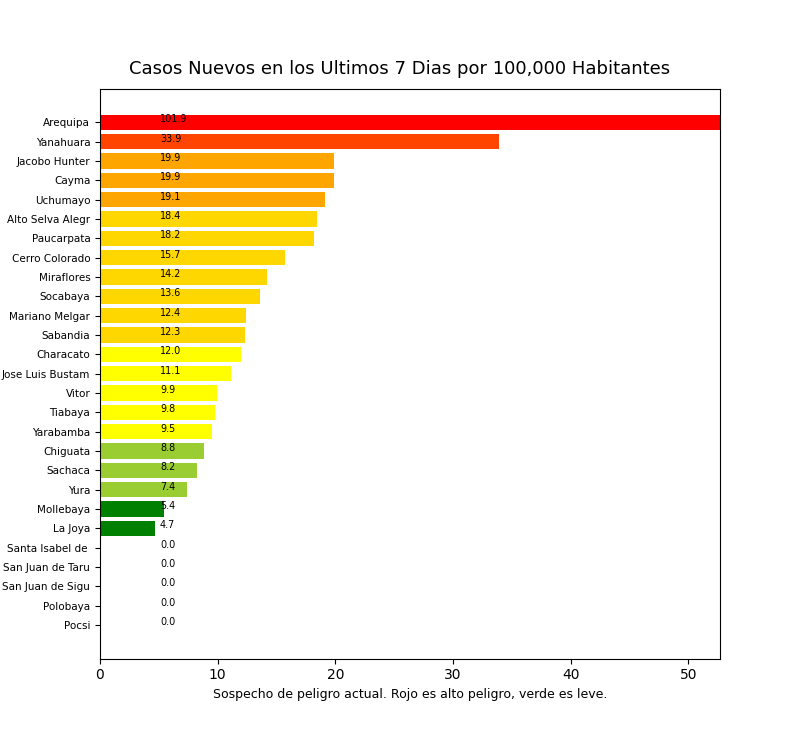 Casos Nuevos en los Ultimos 7 Dias por 100,000 Habitantes
Arequipa 101.9
Yanahuara 33.9
Jacobo Hunter 19.9
Cayma 19.9
Uchumayo 19.1
Alto Selva Alegr 18.4
Paucarpata 18.2
Cerro Colorado 15.7
Miraflores 14.2
Socabaya 13.6
Mariano Melgar 12.4
Sabandia 12.3
Characato 12.0
Jose Luis Bustam 11.1
Vitor 9.9
Tiabaya 9.8
Yarabamba 9.5
Chiguata 8.8
Sachaca 8.2
Yura 7.4
Mollebaya 5.4
La Joya 4.7
Santa Isabel de 0.0
San Juan de Taru 0.0
San Juan de Sigu 0.0
Polobaya 0.0
Pocsi 0.0
0 10 20 30 40 50
Sospecho de peligro actual. Rojo es alto peligro, verde es leve.